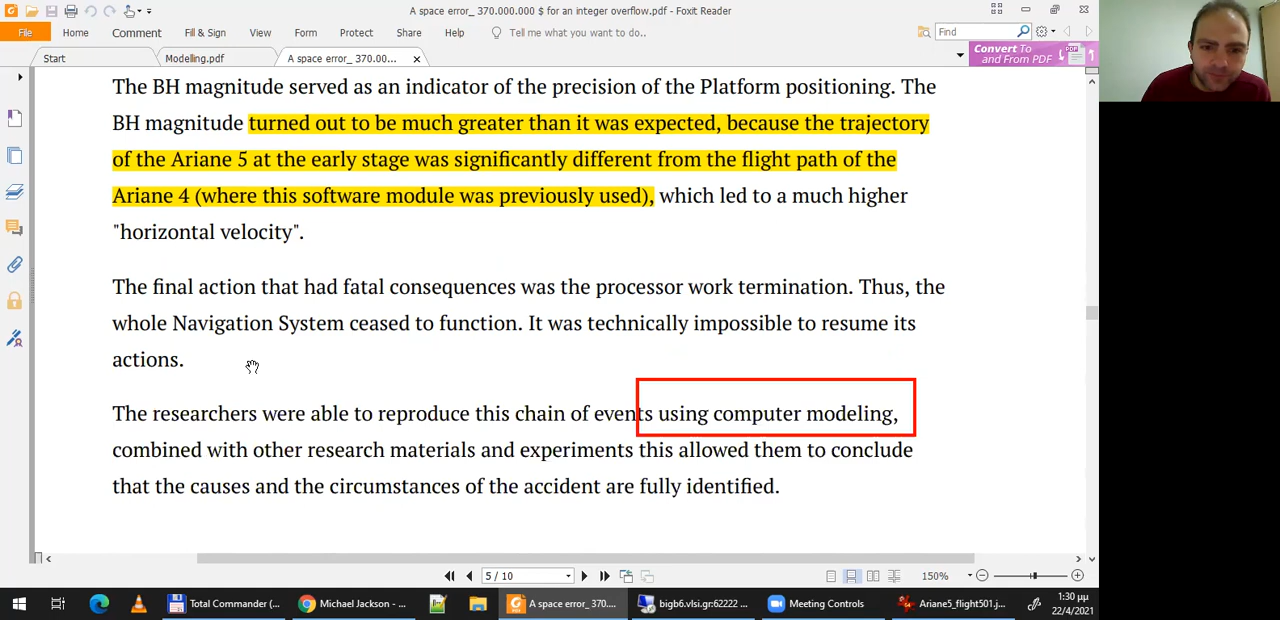 A space error_ 370.000.000 $ for an integer overflow.pdf - Foxit Reader
File Home Comment Fill & Sign View Form Protect Share Help Tell me what you want to do.. Find
Convert To
and From PDF
PDF
Start Modelling.pdf A space error_ 370.00... ×
The BH magnitude served as an indicator of the precision of the Platform positioning. The
BH magnitude turned out to be much greater than it was expected, because the trajectory
of the Ariane 5 at the early stage was significantly different from the flight path of the
Ariane 4 (where this software module was previously used), which led to a much higher
"horizontal velocity".
The final action that had fatal consequences was the processor work termination. Thus, the
whole Navigation System ceased to function. It was technically impossible to resume its
actions.
The researchers were able to reproduce this chain of events using computer modeling,
combined with other research materials and experiments this allowed them to conclude
that the causes and the circumstances of the accident are fully identified.
5 / 10 150%
Total Commander (... Michael Jackson - ... A space error_ 370.... bigb6.vlsi.gr:62222 ... Meeting Controls Ariane5_flight501.j...
1:30 μμ
22/4/2021